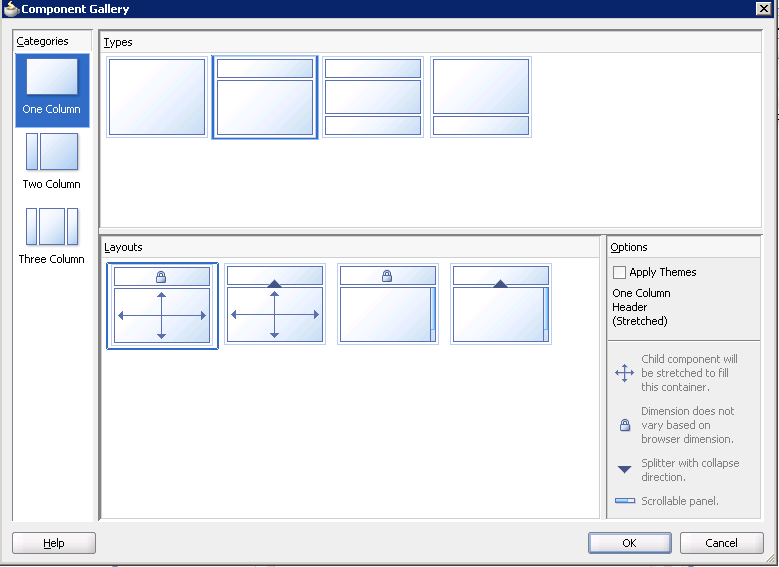 Component Gallery
Categories
One Column
Two Column
Three Column
Types
Layouts
Options
Apply Themes
One Column
Header
(Stretched)
Child component will
be stretched to fill
this container.
Dimension does not
vary based on
browser dimension.
Splitter with collapse
direction.
Scrollable panel.
Help
OK
Cancel